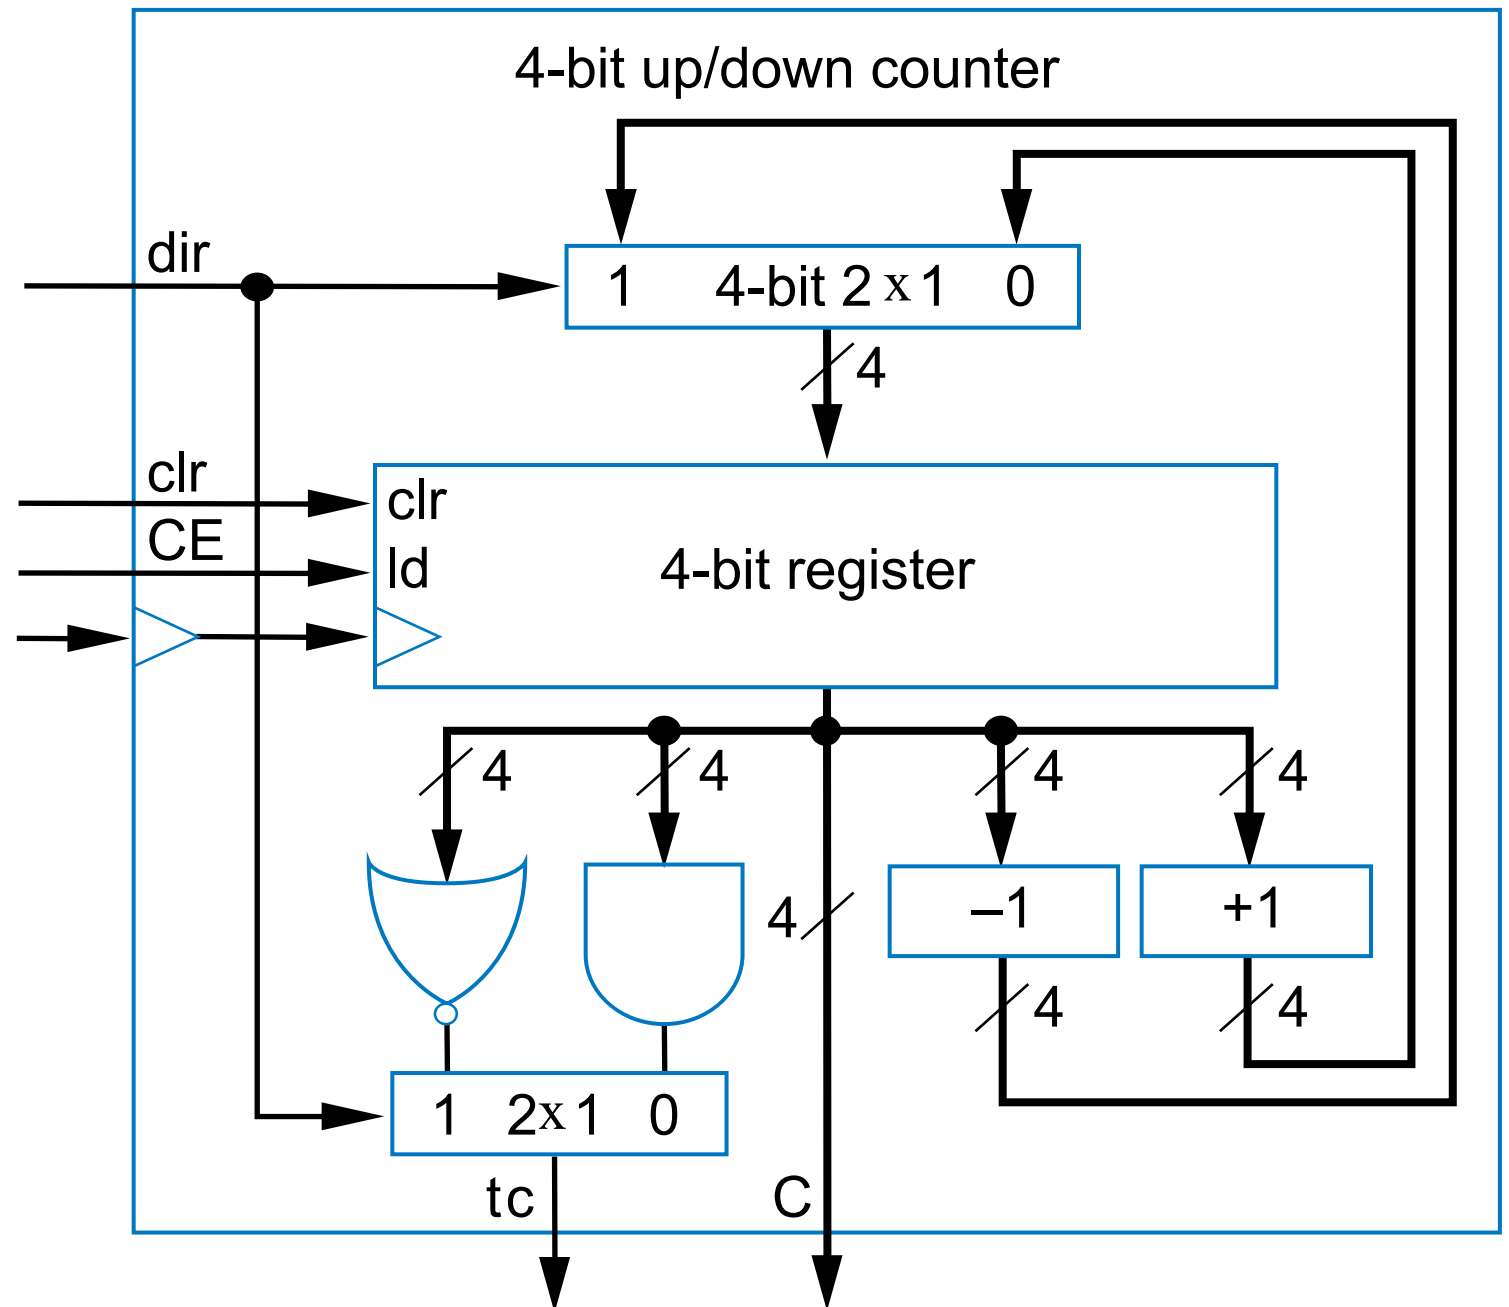 4-bit up/down counter
dir
1 4-bit 2x1 0
4
clr
clr
CE
ld
4-bit register
4
4
4
4
4
–1
+1
4
4
1 2x1 0
tc
C